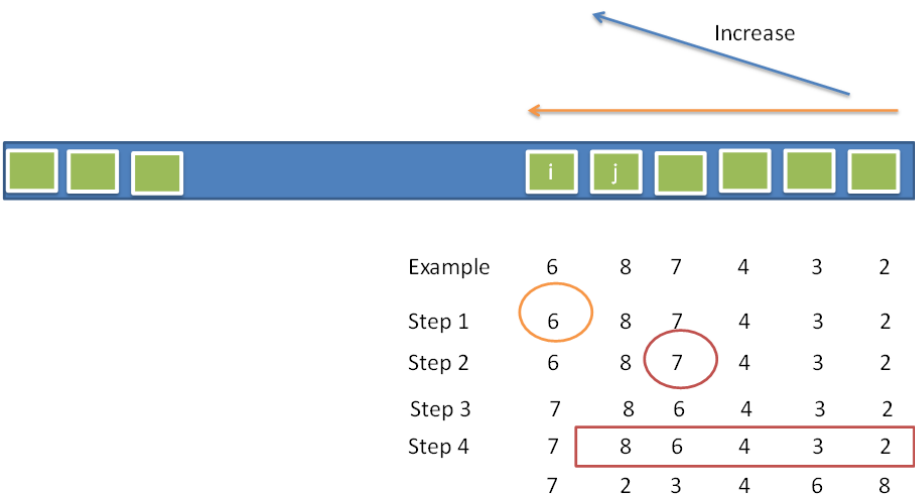 Increase
i j
Example 6 8 7 4 3 2
Step 1 6 8 7 4 3 2
Step 2 6 8 7 4 3 2
Step 3 7 8 6 4 3 2
Step 4 7 8 6 4 3 2
7 2 3 4 6 8